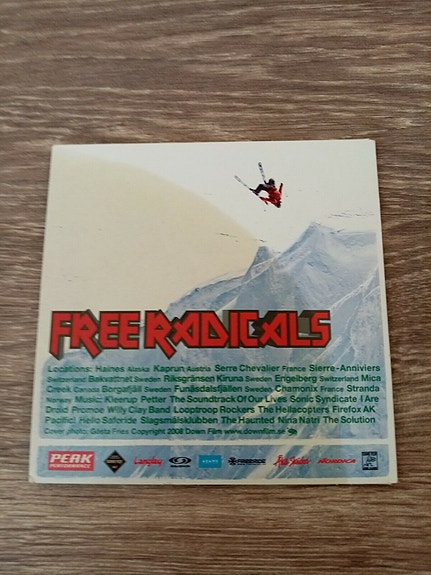 FREE RADICALS
Locations: Haines Alaska Kaprun Austria Serre Chevalier France Sierre-Anniviers
Switzerland Bakvattnet Sweden Riksgränsen Kiruna Sweden Engelberg Switzerland Mica
Creek Canada Borgafjäll Sweden Funäsdalsfjällen Sweden Chamonix France Stranda
Norway Music: Kleerup Petter The Soundtrack Of Our Lives Sonic Syndicate I Are
Droid Promoe Willy Clay Band Looptroop Rockers The Hellacopters Firefox AK
Pacific! Hello Saferide Slagsmålsklubben The Haunted Nina Natri The Solution
Cover photo: Gösta Fries Copyright 2008 Down Film www.downfilm.se
PEAK PERFORMANCE Langley SALOMON FREERIDE NORDICA